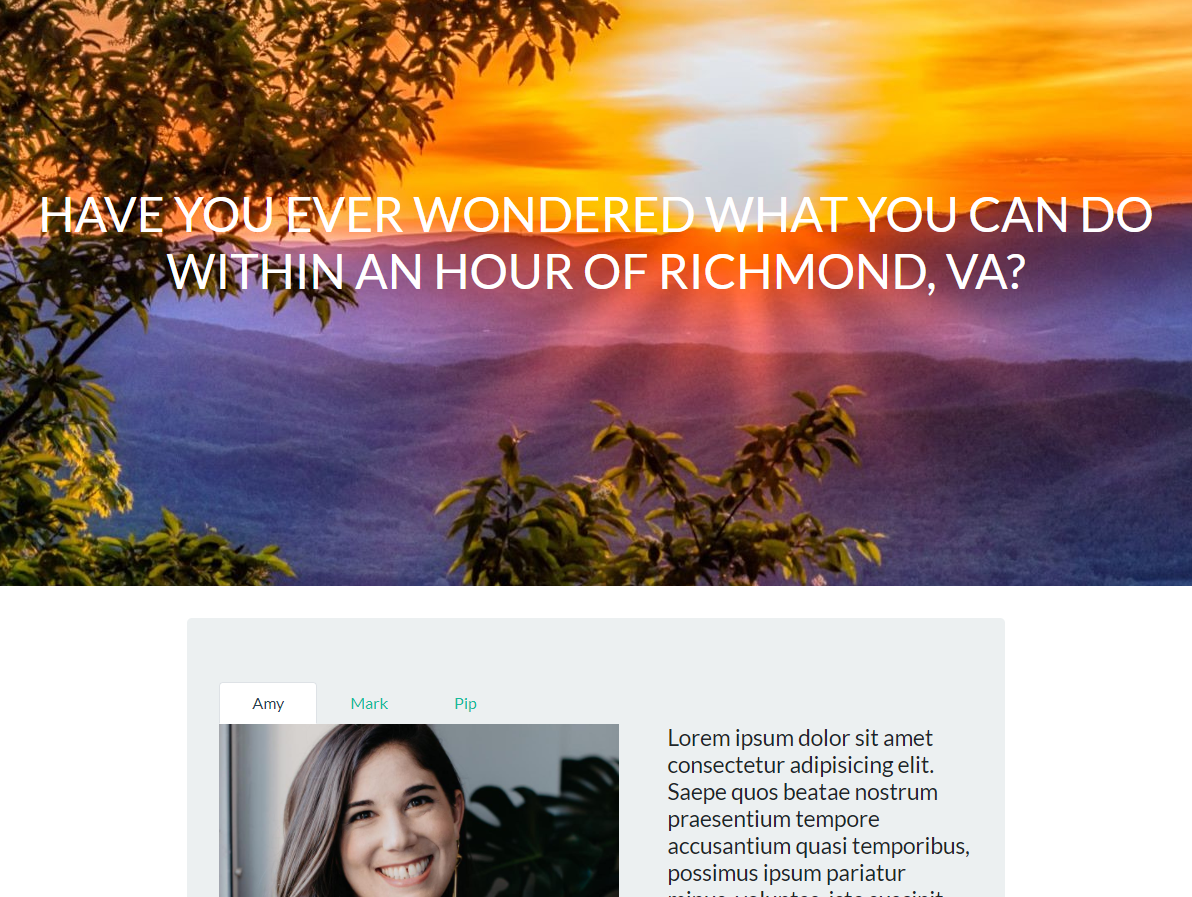 HAVE YOU EVER WONDERED WHAT YOU CAN DO
WITHIN AN HOUR OF RICHMOND, VA?
Amy
Mark
Pip
Lorem ipsum dolor sit amet
consectetur adipisicing elit.
Saepe quos beatae nostrum
praesentium tempore
accusantium quasi temporibus,
possimus ipsum pariatur